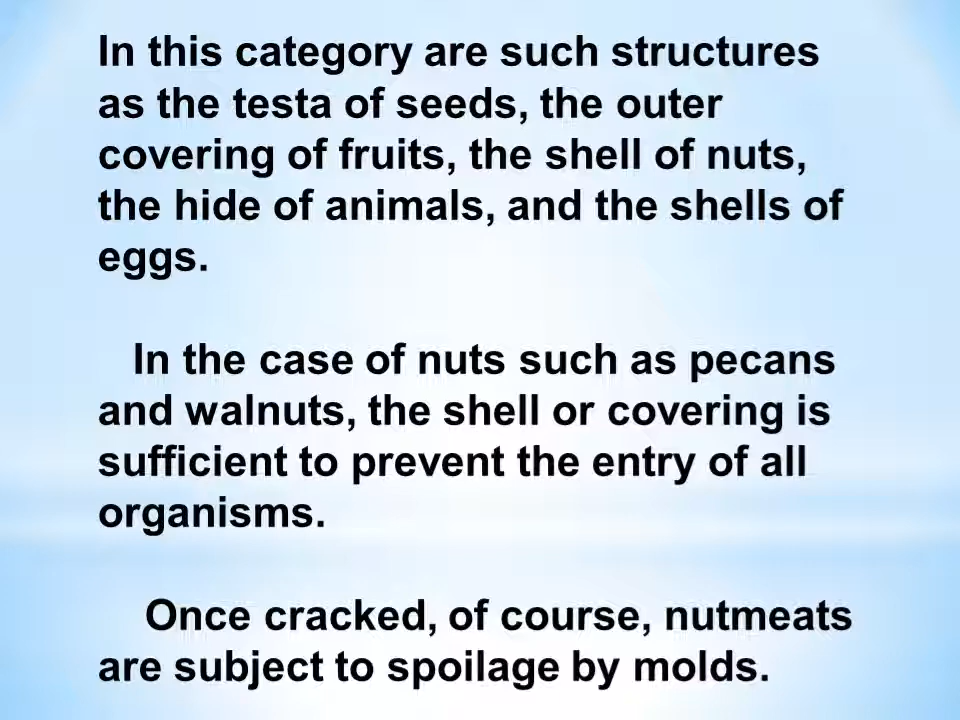 In this category are such structures
as the testa of seeds, the outer
covering of fruits, the shell of nuts,
the hide of animals, and the shells of
eggs.
In the case of nuts such as pecans
and walnuts, the shell or covering is
sufficient to prevent the entry of all
organisms.
Once cracked, of course, nutmeats
are subject to spoilage by molds.